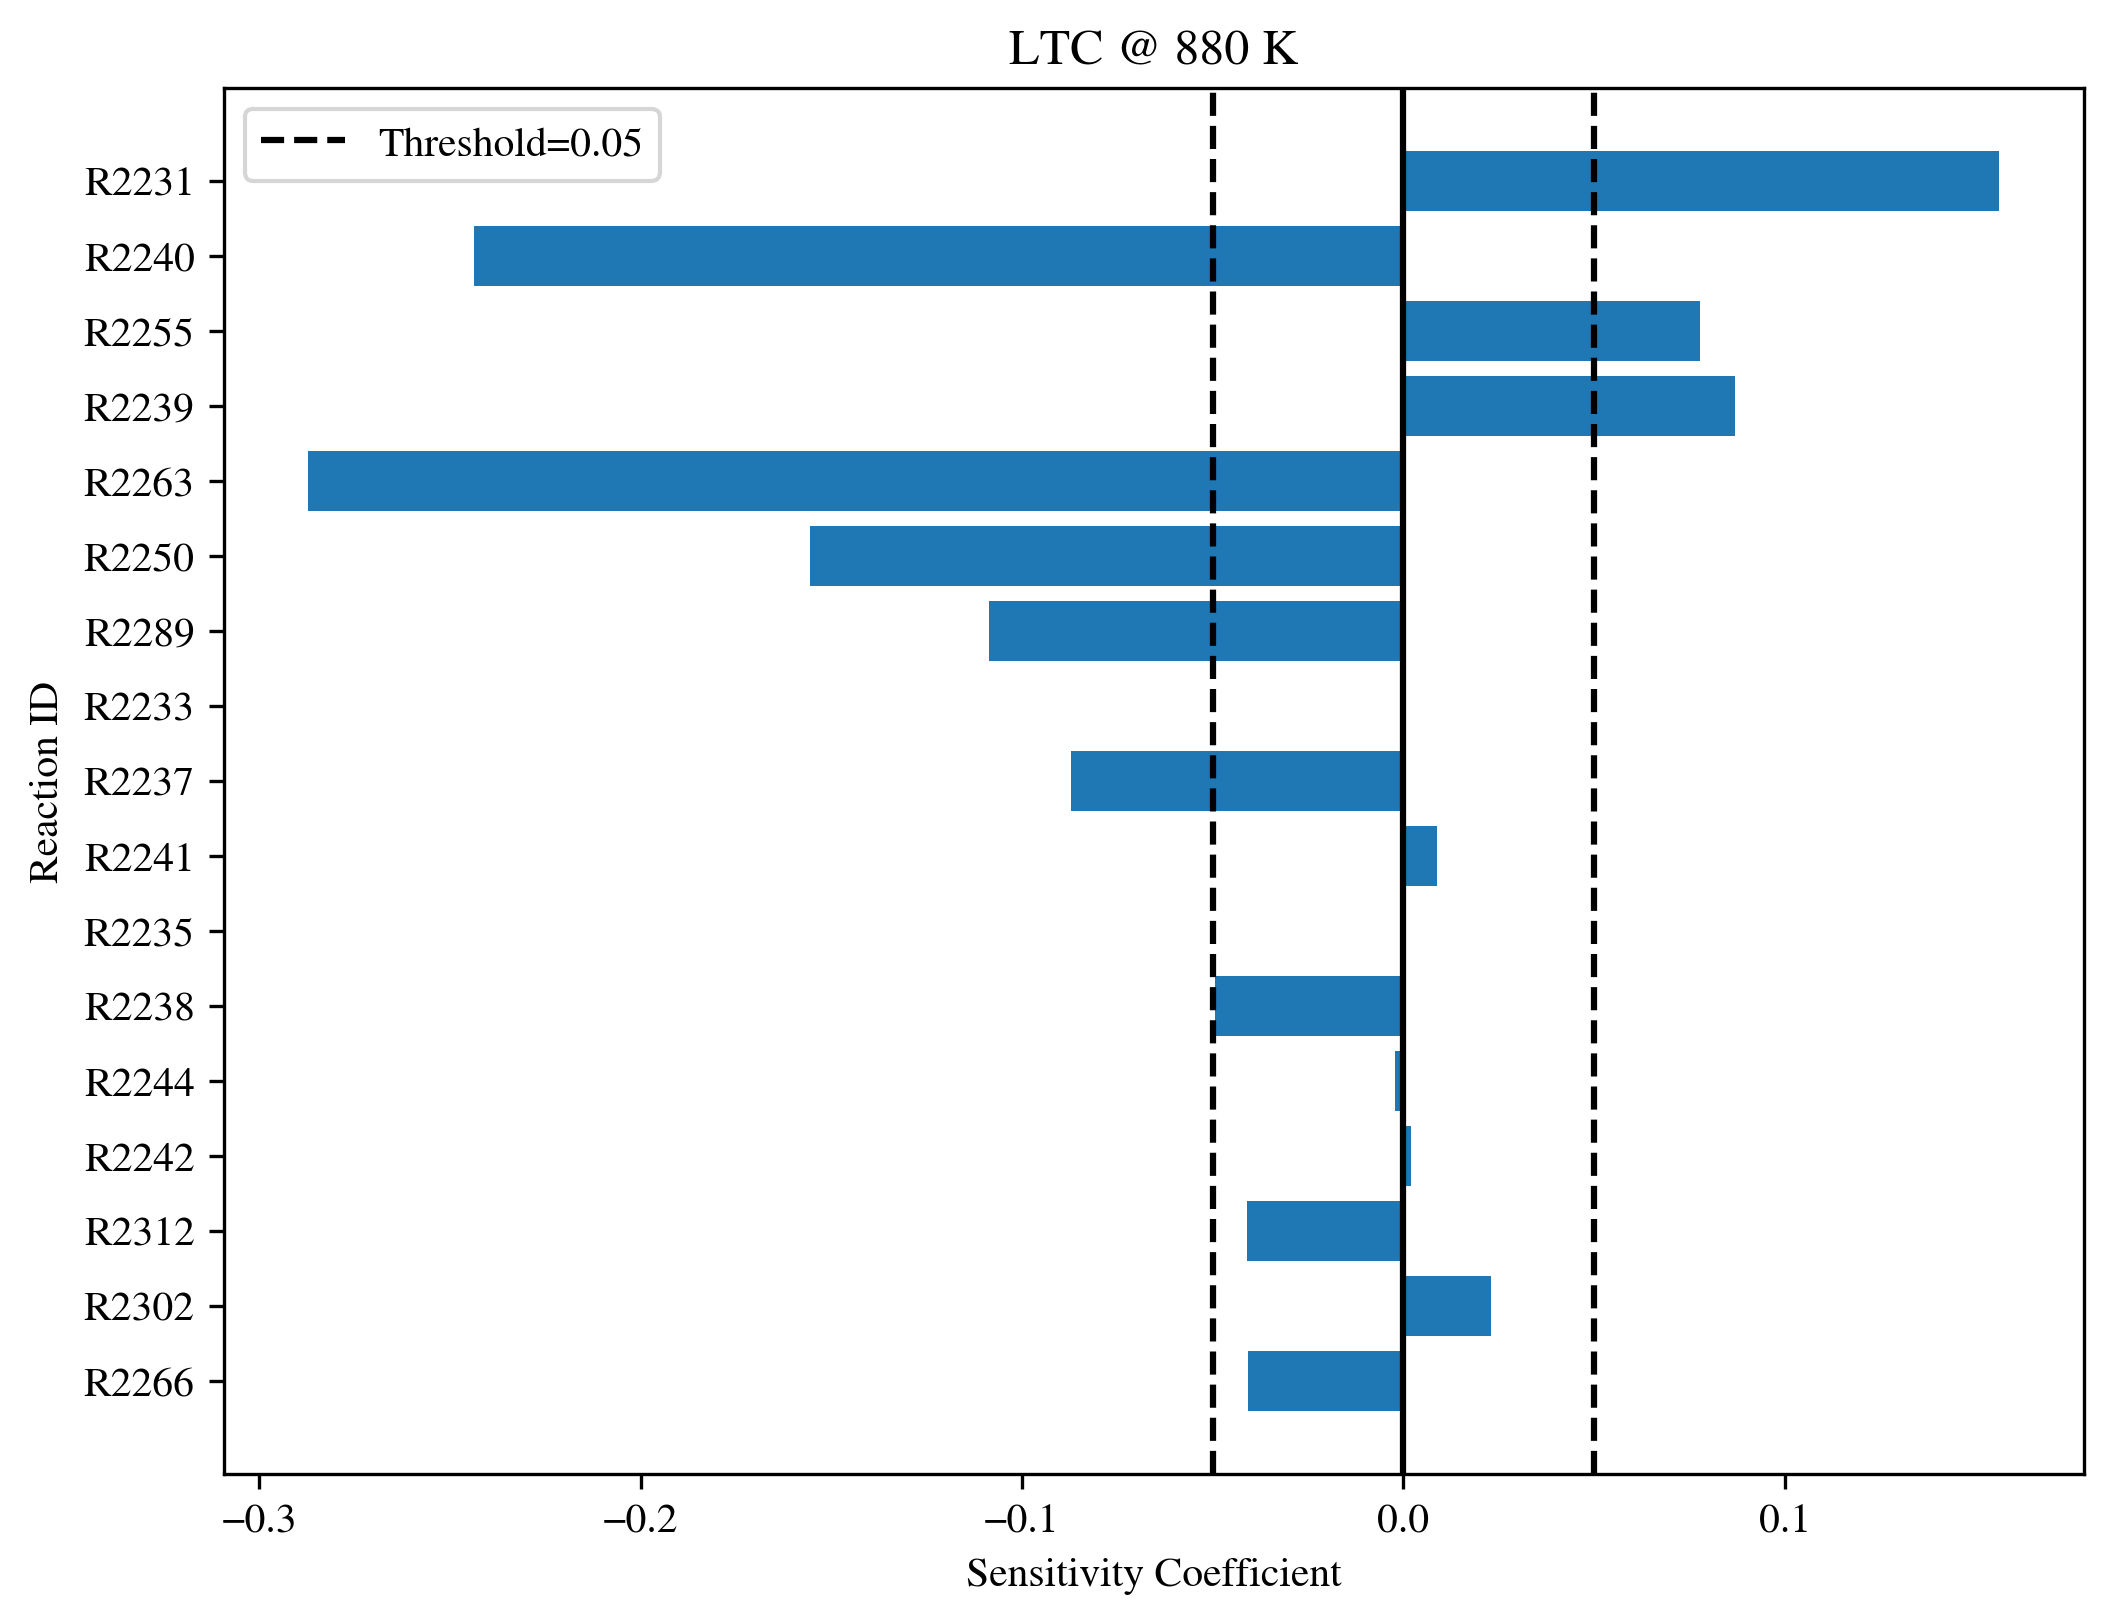 LTC @ 880 K
Threshold=0.05
R2231
R2240
R2255
R2239
R2263
R2250
R2289
R2233
R2237
R2241
R2235
R2238
R2244
R2242
R2312
R2302
R2266
Reaction ID
−0.3 −0.2 −0.1 0.0 0.1
Sensitivity Coefficient